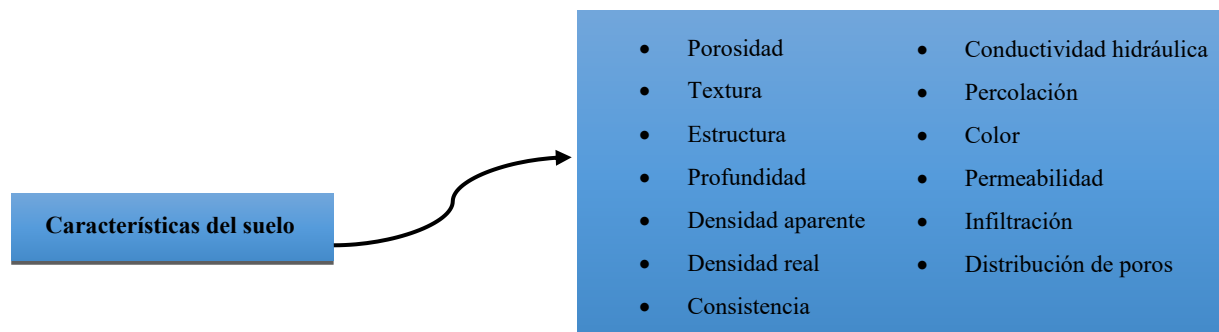 Características del suelo
• Porosidad
• Textura
• Estructura
• Profundidad
• Densidad aparente
• Densidad real
• Consistencia
• Conductividad hidráulica
• Percolación
• Color
• Permeabilidad
• Infiltración
• Distribución de poros